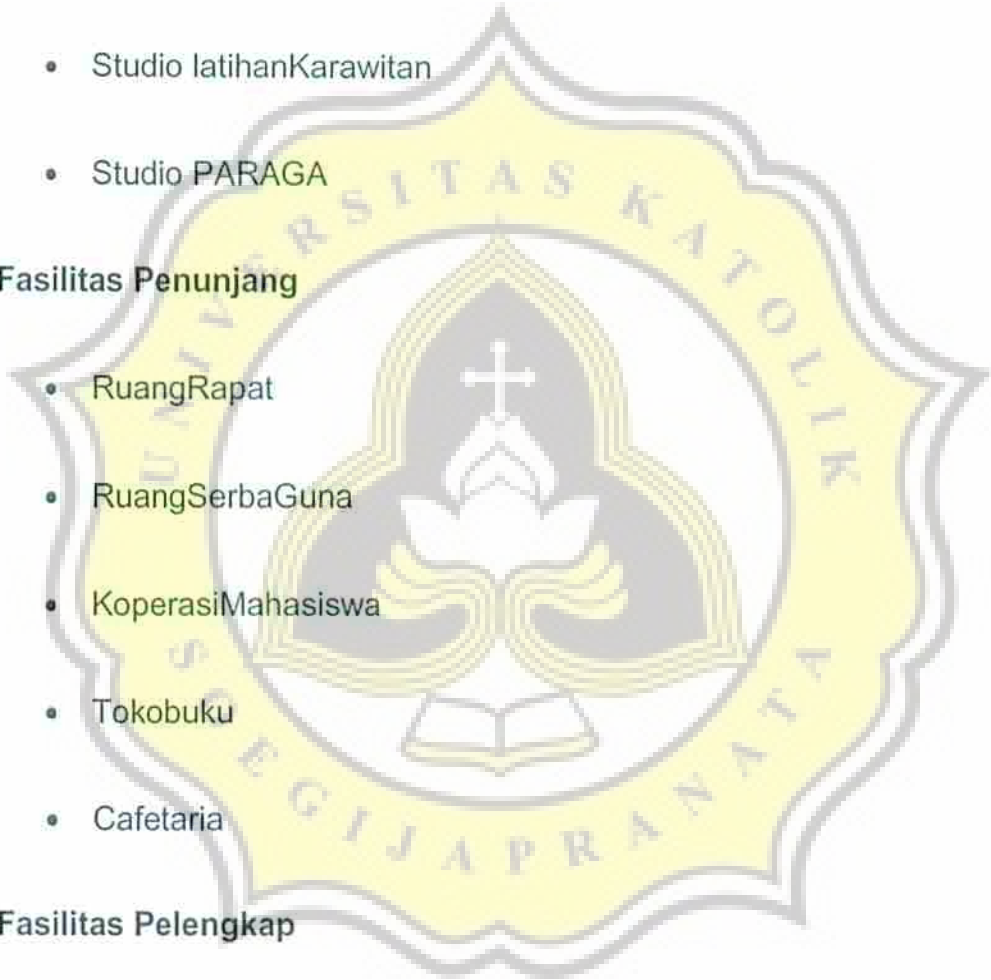 • Studio latihanKarawitan
• Studio PARAGA
Fasilitas Penunjang
• RuangRapat
• RuangSerbaGuna
• KoperasiMahasiswa
• Tokobuku
• Cafetaria
Fasilitas Pelengkap
UNIVERSITAS KATOLIK
SOEGIJAPRANATA